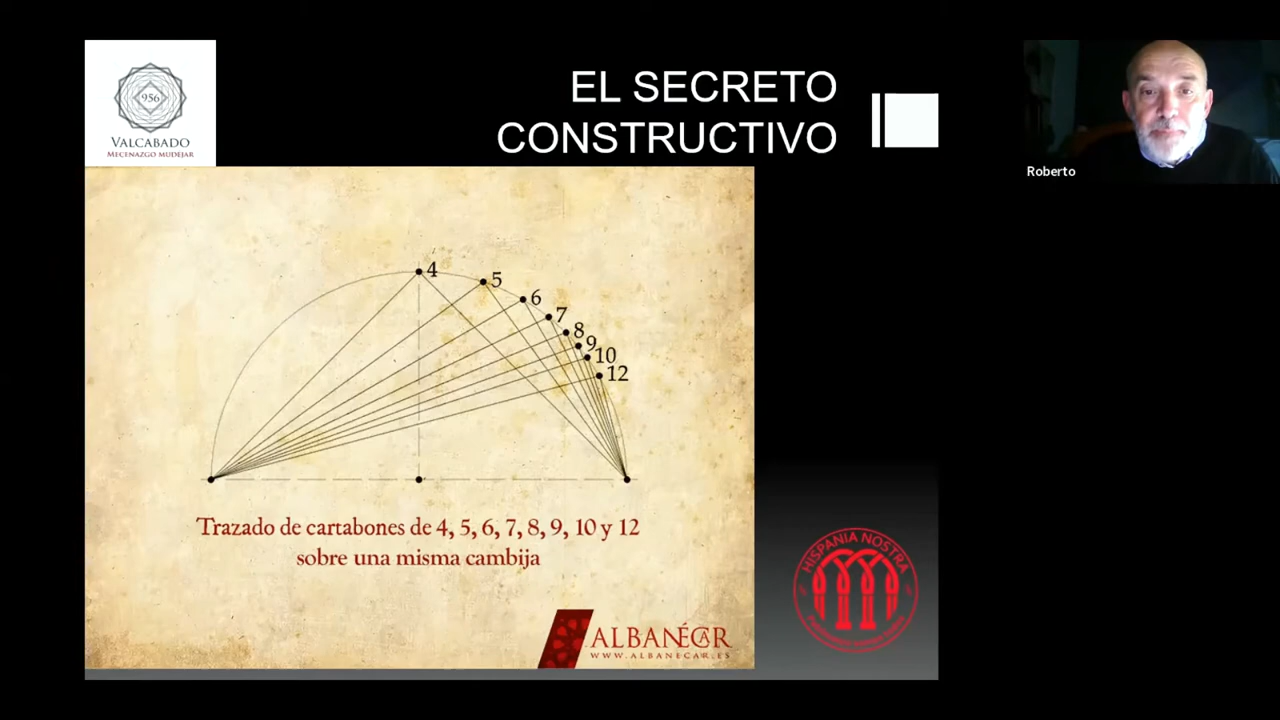 956
VALCABADO
MECENAZGO MUDEJAR
EL SECRETO
CONSTRUCTIVO
Roberto
4
5
6
7
8
9
10
12
Trazado de cartabones de 4, 5, 6, 7, 8, 9, 10 y 12
sobre una misma cambija
HISPANIA NOSTRA
ALBANÉCAR
WWW.ALBANECAR.ES